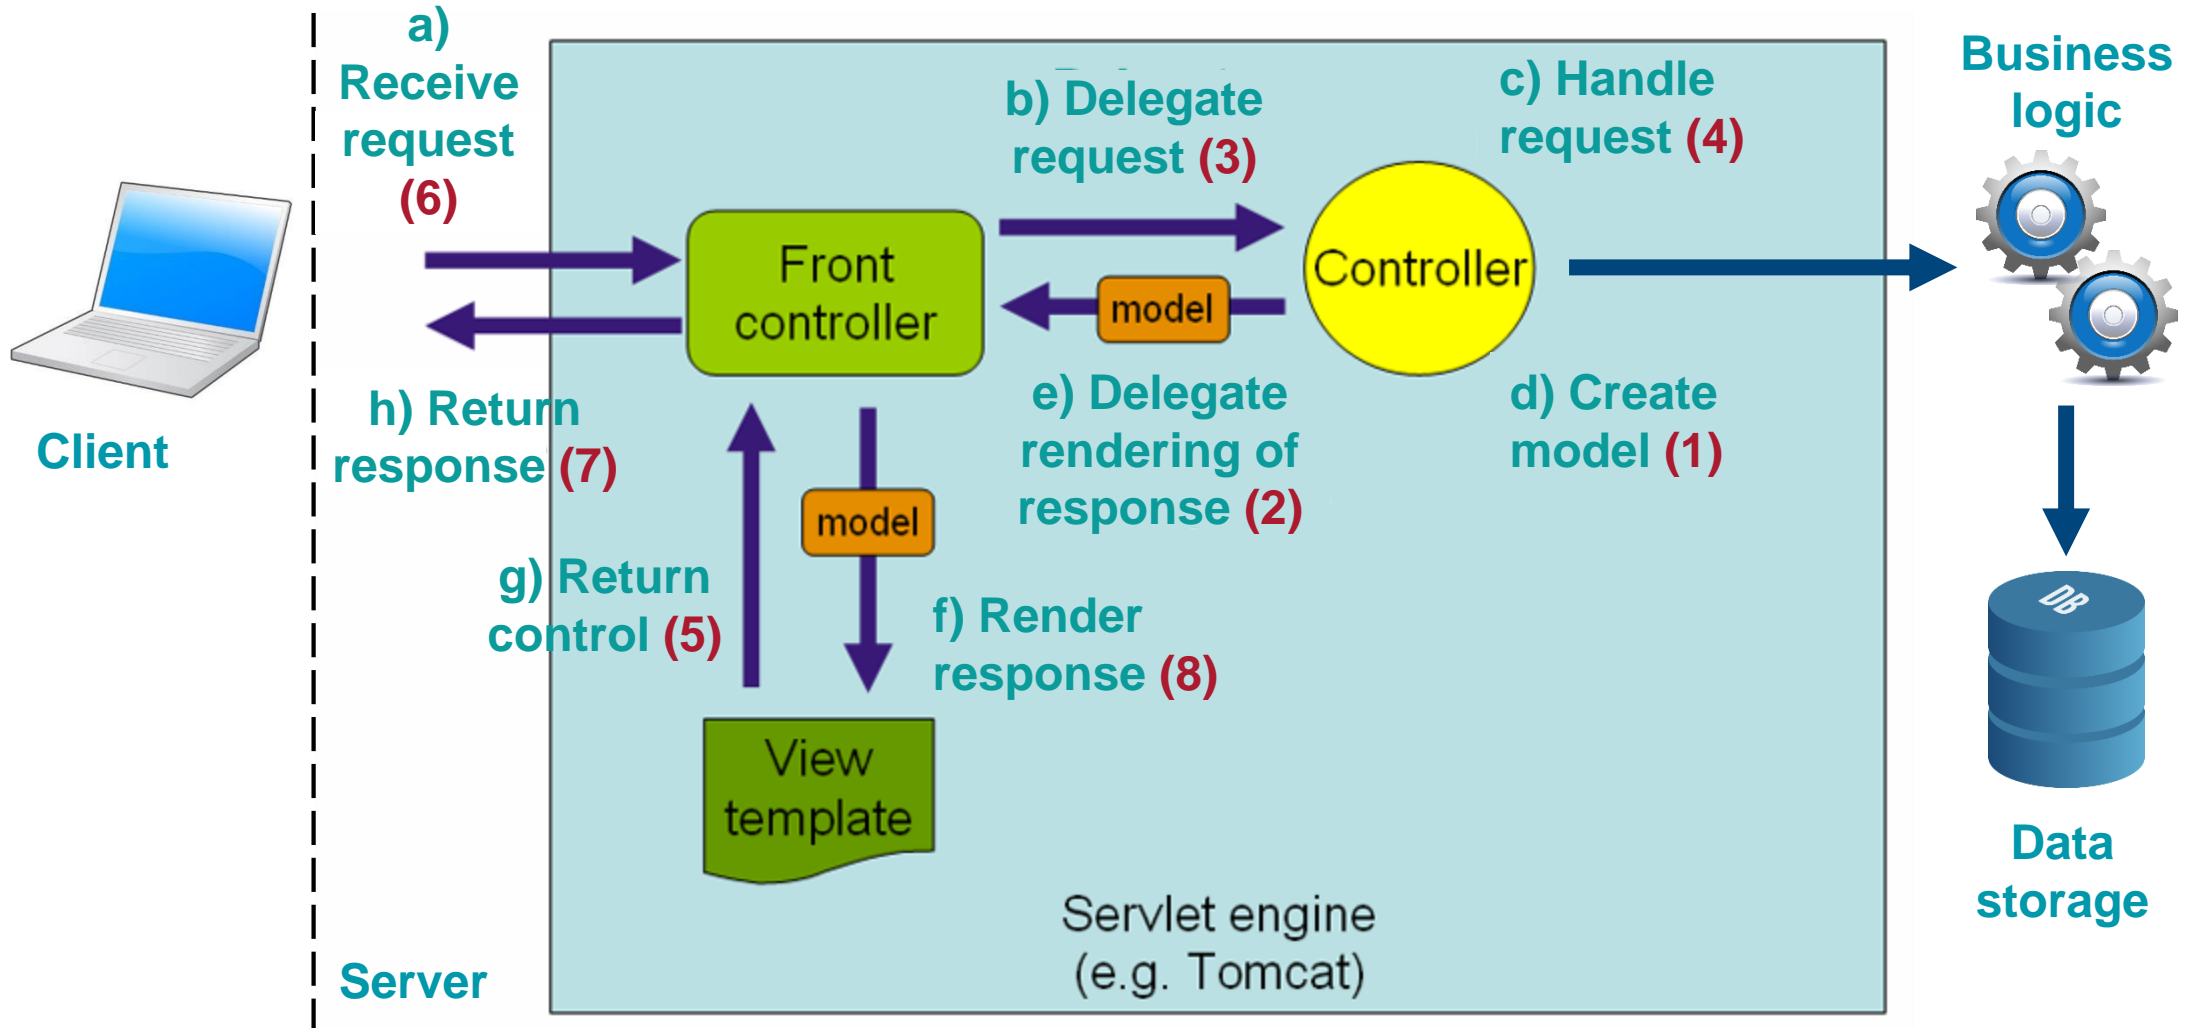 a)
Receive
request
(6)
b) Delegate
request (3)
c) Handle
request (4)
Business
logic
Front
controller
model
Controller
h) Return
response (7)
e) Delegate
rendering of
response (2)
d) Create
model (1)
Client
model
g) Return
control (5)
f) Render
response (8)
DB
View
template
Data
storage
Servlet engine
(e.g. Tomcat)
Server